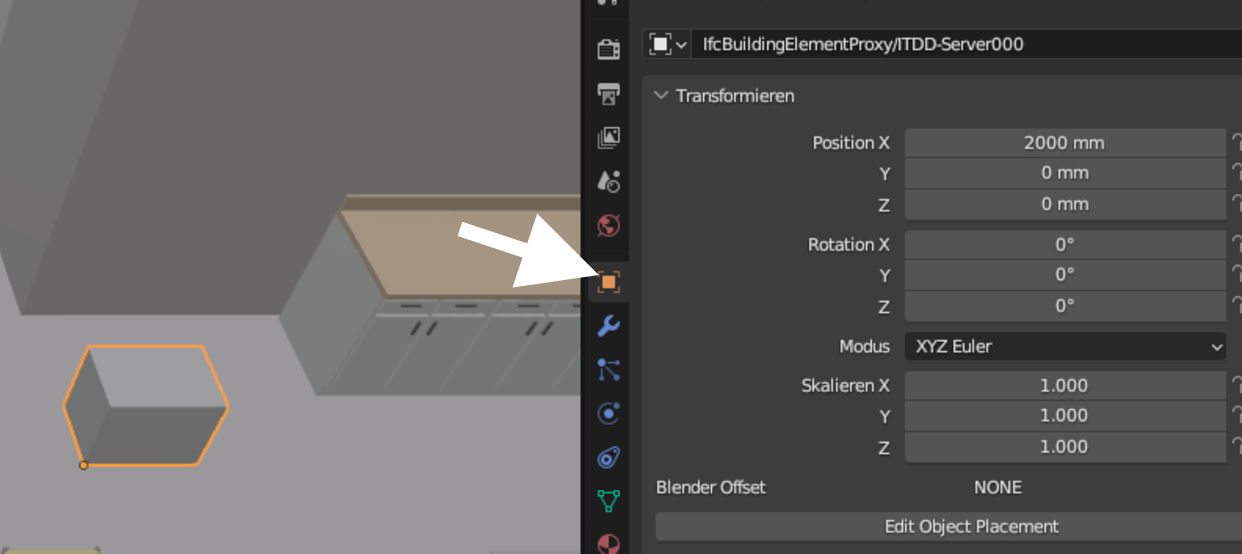 IfcBuildingElementProxy/ITDD-Server000
Transformieren
Position X 2000 mm
Y 0 mm
Z 0 mm
Rotation X 0°
Y 0°
Z 0°
Modus XYZ Euler
Skalieren X 1.000
Y 1.000
Z 1.000
Blender Offset NONE
Edit Object Placement